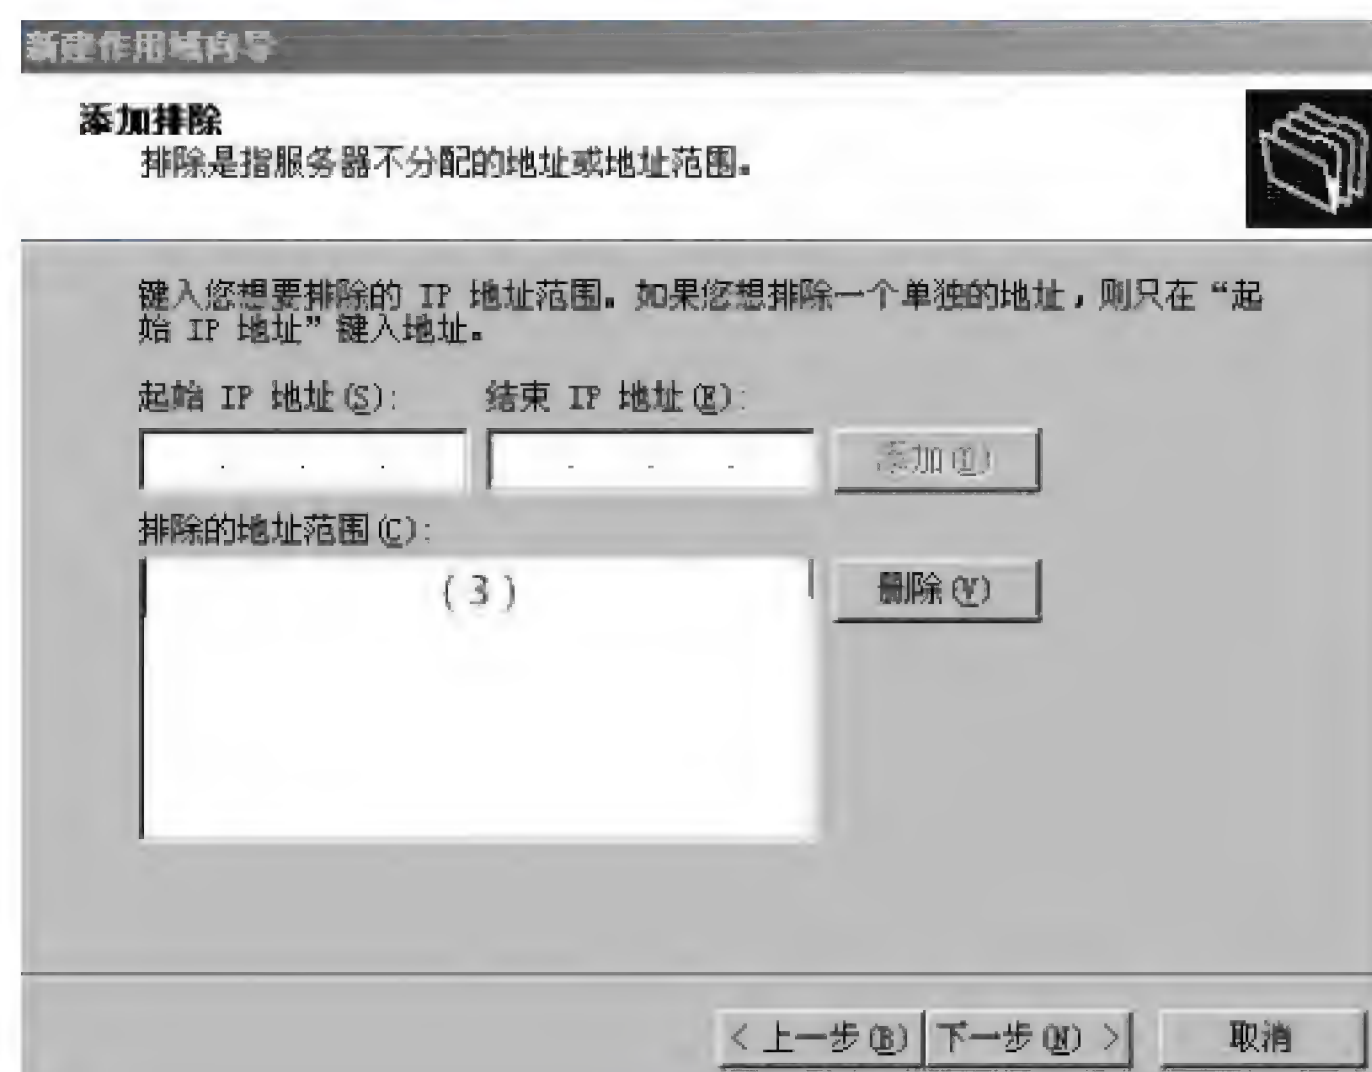 新建作用域向导
添加排除
排除是指服务器不分配的地址或地址范围。
键入您想要排除的 IP 地址范围。如果您想排除一个单独的地址，则只在“起
始 IP 地址”键入地址。
起始 IP 地址(S):
结束 IP 地址(E):
添加(D)
排除的地址范围(C):
(3)
删除(V)
< 上一步(B)
下一步(N) >
取消